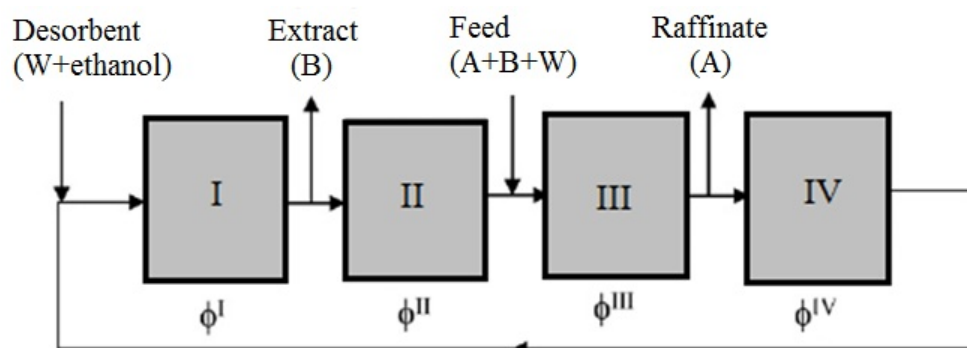 Desorbent
(W+ethanol)
Extract
(B)
Feed
(A+B+W)
Raffinate
(A)
I
II
III
IV
ϕI
ϕII
ϕIII
ϕIV